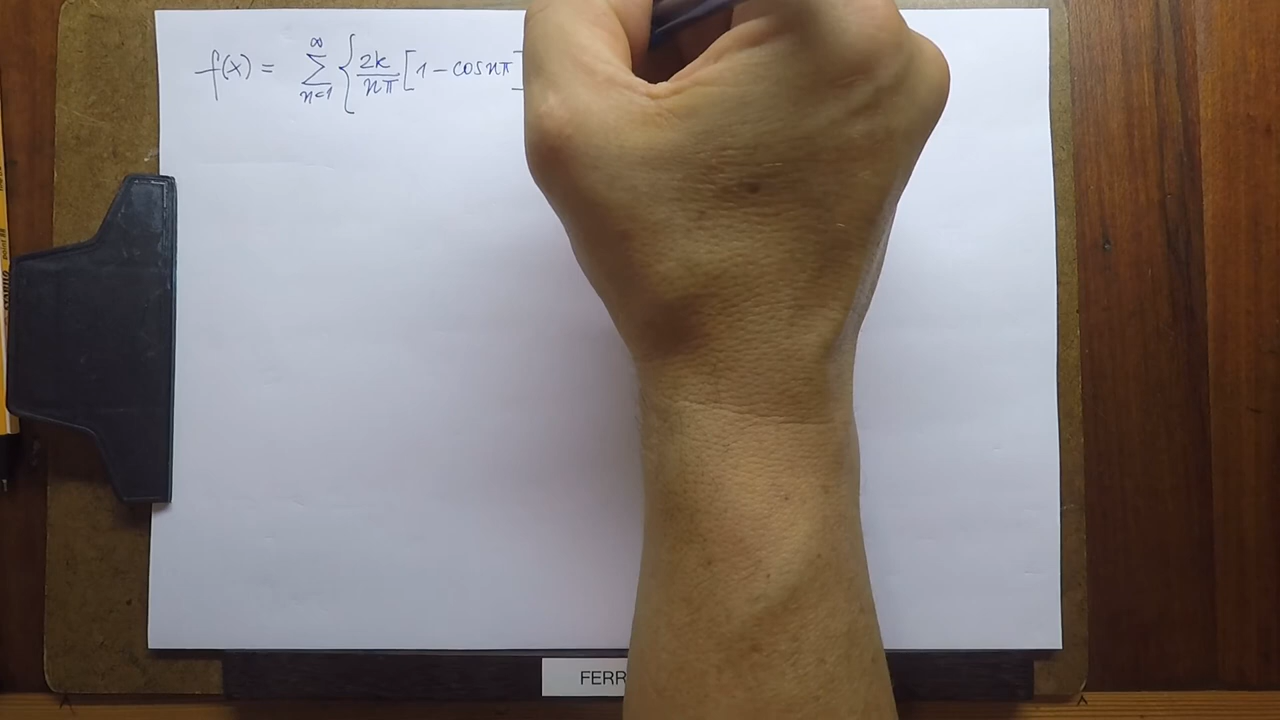 f(x) = ∞ Σ n=1 { 2k/nπ [1 - cos nπ]
FERR